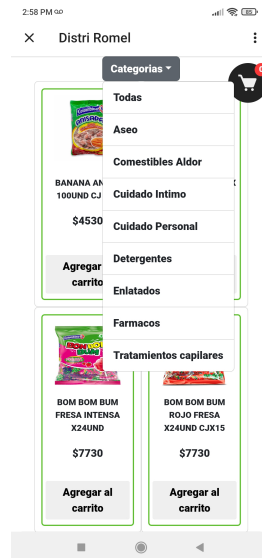 2:58 PM
85
Distri Romel
Categorias
Todas
Aseo
Comestibles Aldor
Cuidado Intimo
Cuidado Personal
Detergentes
Enlatados
Farmacos
Tratamientos capilares
BANANA AN
100UND CJ
$4530
Agregar
carrito
BOM BOM BUM
FRESA INTENSA
X24UND
$7730
Agregar al
carrito
BOM BOM BUM
ROJO FRESA
X24UND CJX15
$7730
Agregar al
carrito